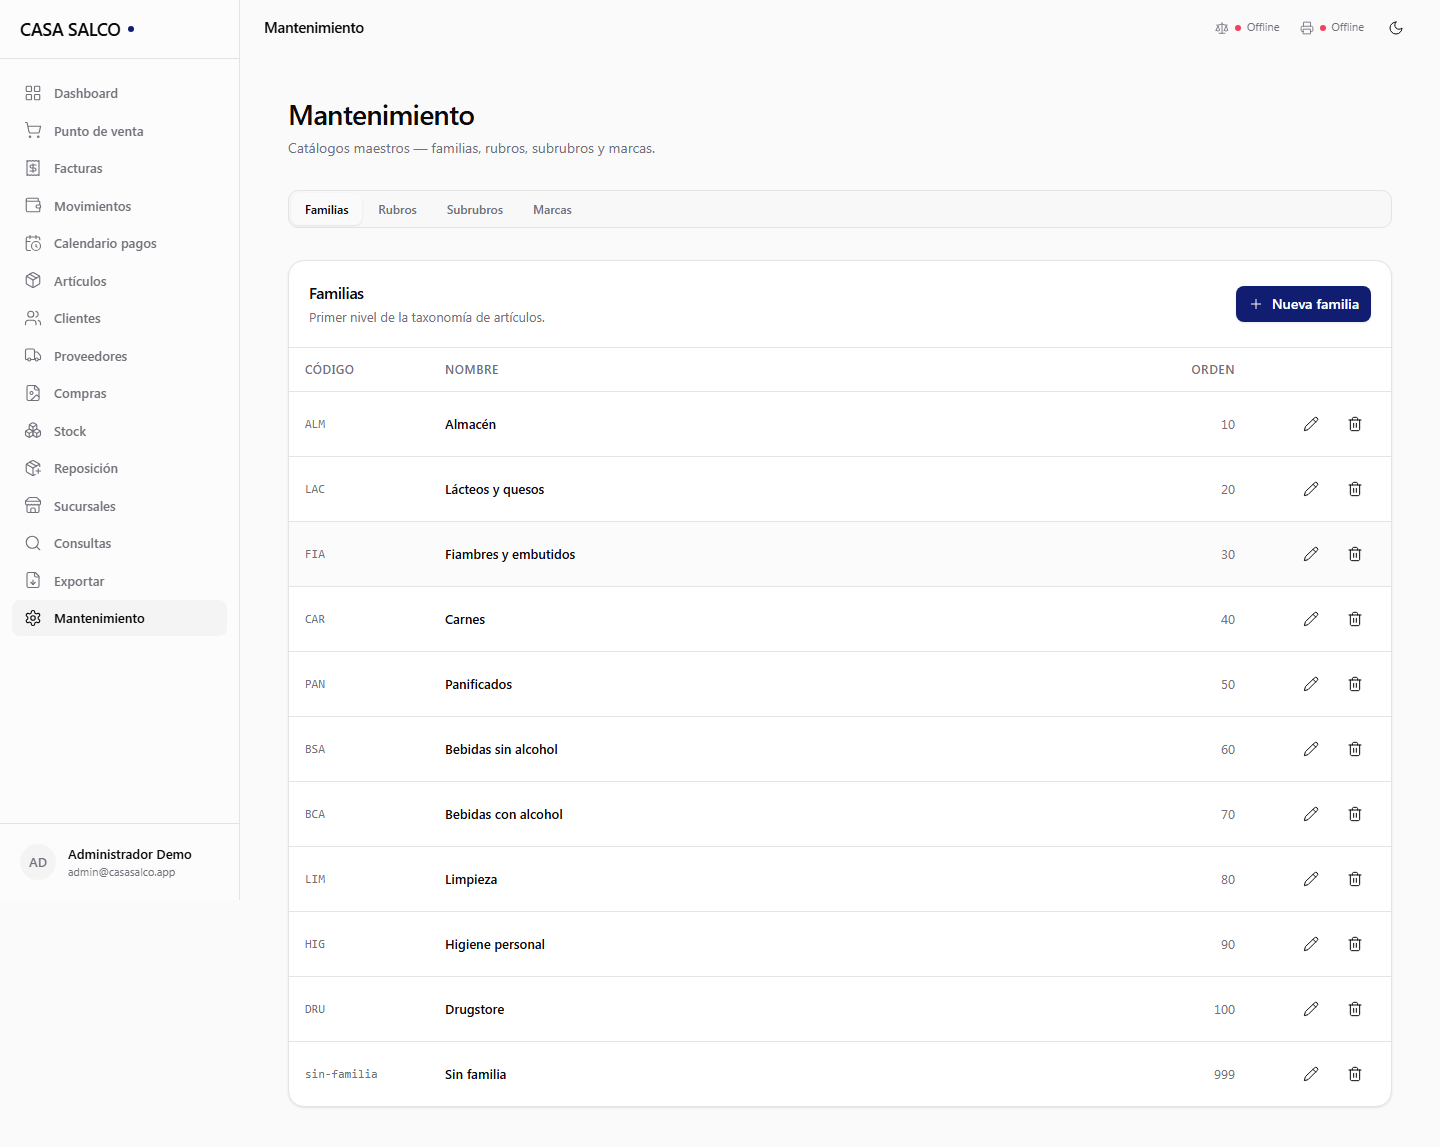 CASA SALCO
Dashboard
Punto de venta
Facturas
Movimientos
Calendario pagos
Artículos
Clientes
Proveedores
Compras
Stock
Reposición
Sucursales
Consultas
Exportar
Mantenimiento
AD
Administrador Demo
admin@casasalco.app
Mantenimiento
Offline
Offline
Mantenimiento
Catálogos maestros — familias, rubros, subrubros y marcas.
Familias Rubros Subrubros Marcas
Familias
Primer nivel de la taxonomía de artículos.
Nueva familia
CÓDIGO NOMBRE ORDEN
ALM Almacén 10
LAC Lácteos y quesos 20
FIA Fiambres y embutidos 30
CAR Carnes 40
PAN Panificados 50
BSA Bebidas sin alcohol 60
BCA Bebidas con alcohol 70
LIM Limpieza 80
HIG Higiene personal 90
DRU Drugstore 100
sin-familia Sin familia 999